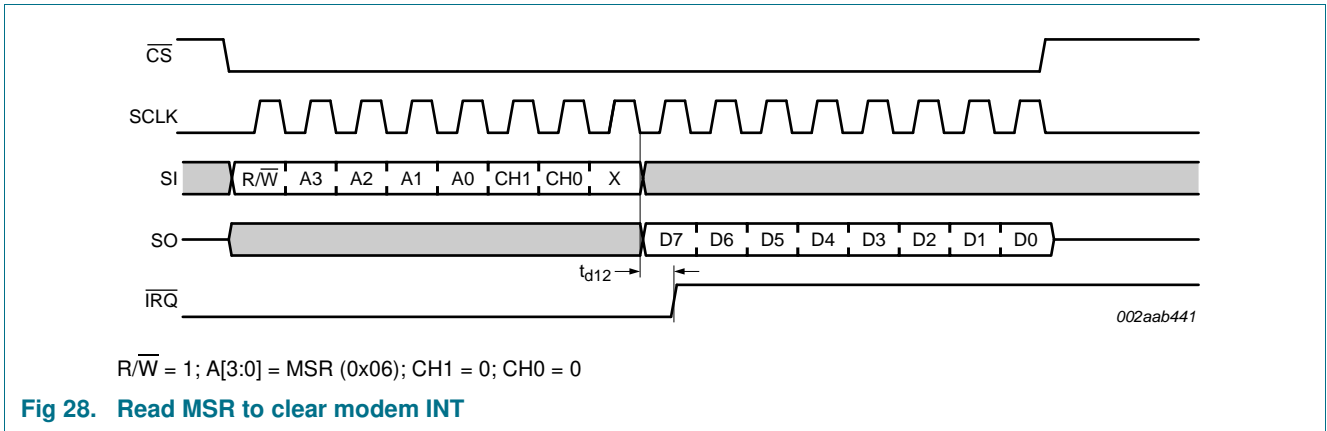 CS
SCLK
SI R/W A3 A2 A1 A0 CH1 CH0 X
SO D7 D6 D5 D4 D3 D2 D1 D0
td12
IRQ
002aab441
R/W = 1; A[3:0] = MSR (0x06); CH1 = 0; CH0 = 0
Fig 28. Read MSR to clear modem INT